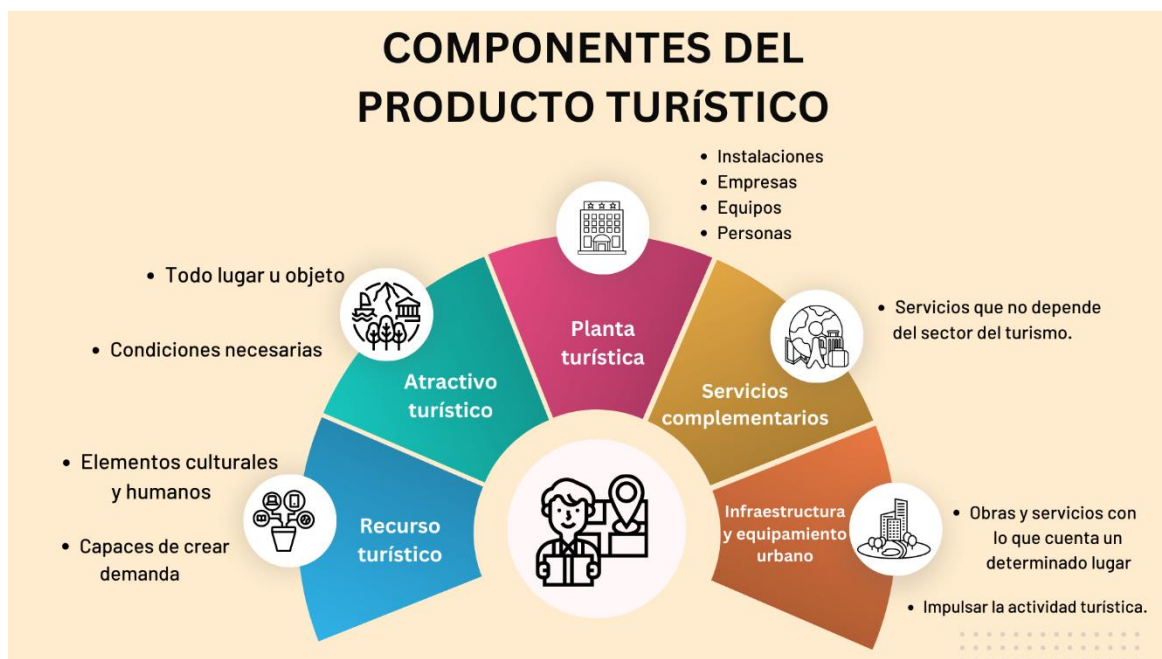 COMPONENTES DEL
PRODUCTO TURíSTICO
• Elementos culturales
y humanos
• Capaces de crear
demanda
Recurso
turístico
• Todo lugar u objeto
• Condiciones necesarias
Atractivo
turístico
• Instalaciones
• Empresas
• Equipos
• Personas
Planta
turística
• Servicios que no depende
del sector del turismo.
Servicios
complementarios
• Obras y servicios con
lo que cuenta un
determinado lugar
• Impulsar la actividad turística.
Infraestructura
y equipamiento
urbano